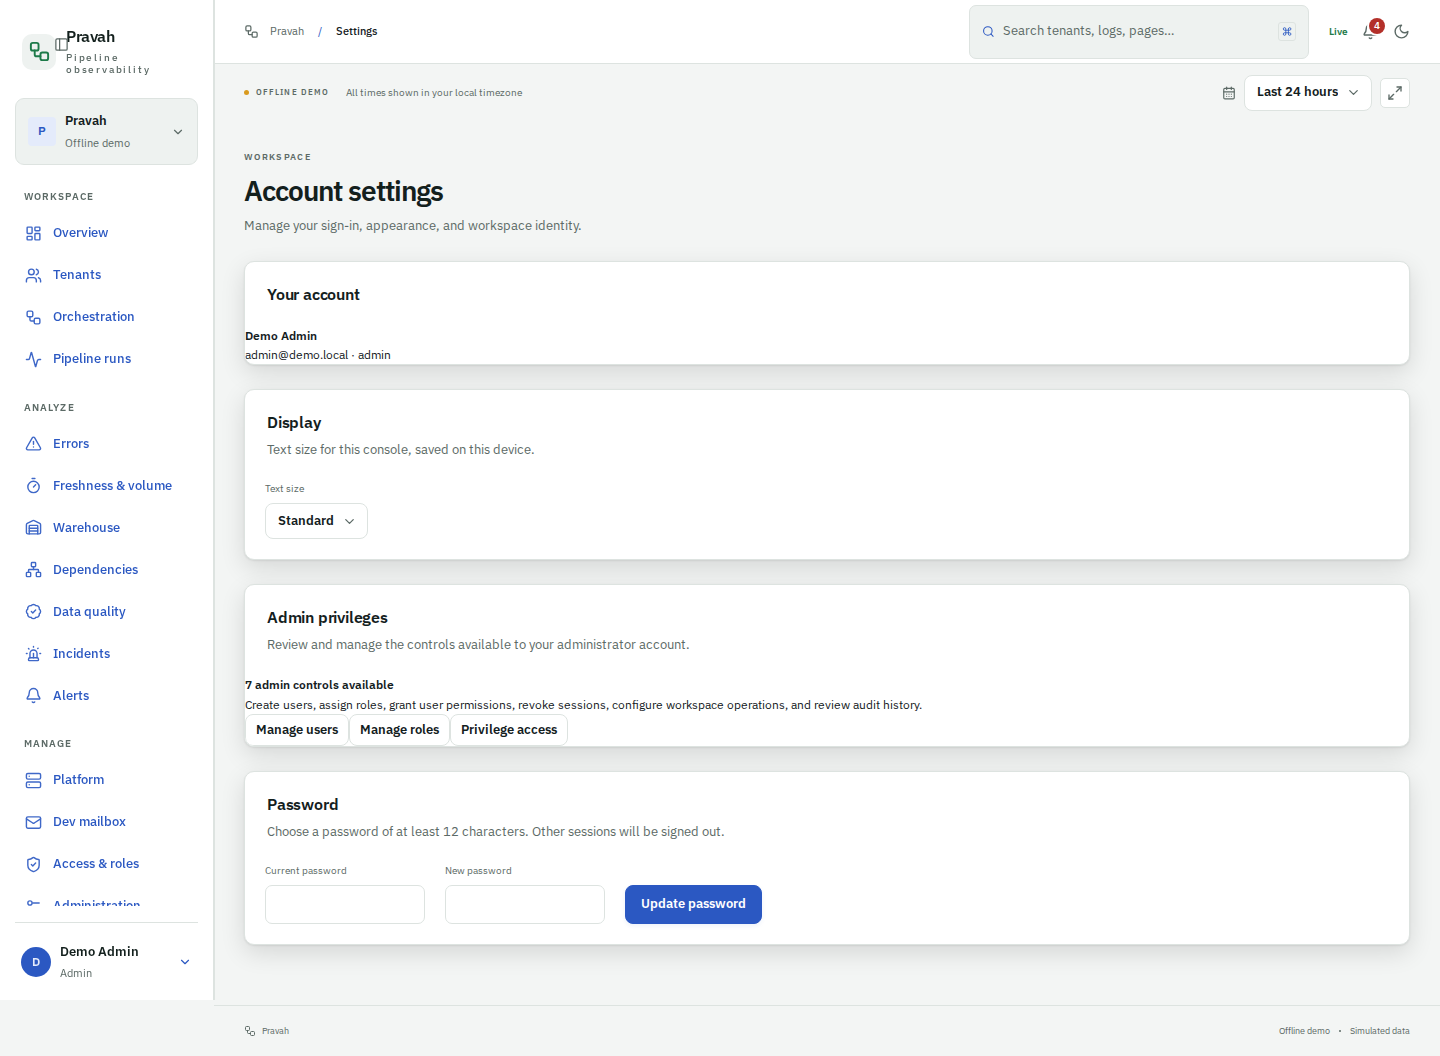 Pravah
Pipeline
observability
P
Pravah
Offline demo
WORKSPACE
Overview
Tenants
Orchestration
Pipeline runs
ANALYZE
Errors
Freshness & volume
Warehouse
Dependencies
Data quality
Incidents
Alerts
MANAGE
Platform
Dev mailbox
Access & roles
Administration
D
Demo Admin
Admin
Pravah / Settings
Search tenants, logs, pages...
⌘
Live
4
OFFLINE DEMO
All times shown in your local timezone
Last 24 hours
WORKSPACE
Account settings
Manage your sign-in, appearance, and workspace identity.
Your account
Demo Admin
admin@demo.local · admin
Display
Text size for this console, saved on this device.
Text size
Standard
Admin privileges
Review and manage the controls available to your administrator account.
7 admin controls available
Create users, assign roles, grant user permissions, revoke sessions, configure workspace operations, and review audit history.
Manage users
Manage roles
Privilege access
Password
Choose a password of at least 12 characters. Other sessions will be signed out.
Current password
New password
Update password
Pravah
Offline demo • Simulated data